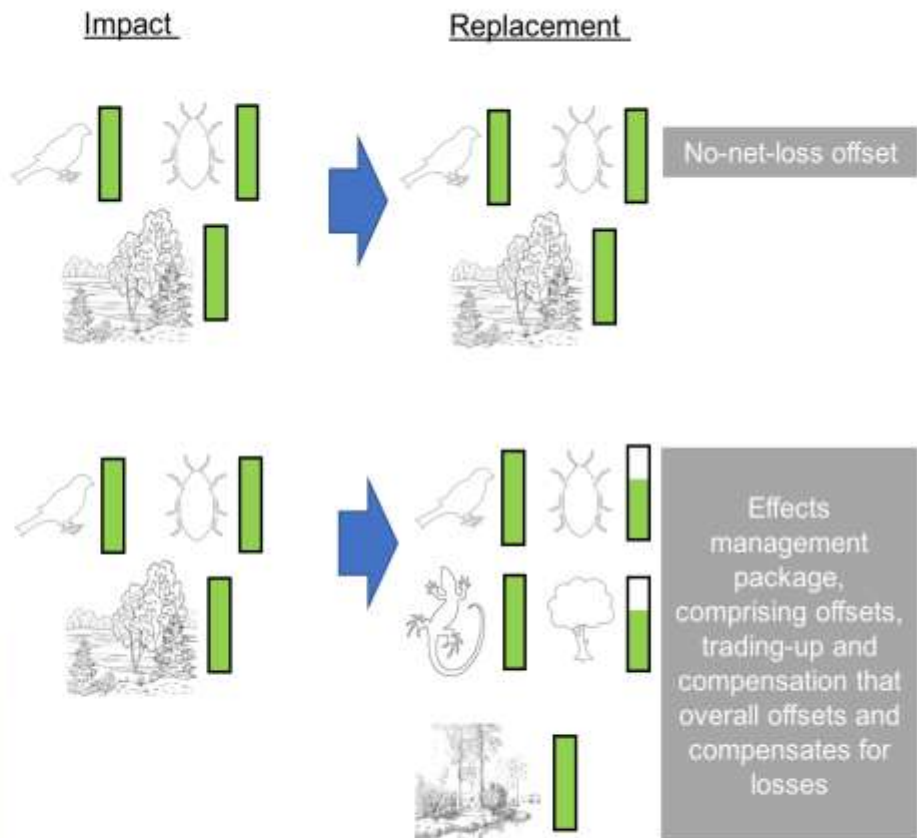 Impact
Replacement
No-net-loss offset
Effects
management
package,
comprising offsets,
trading-up and
compensation that
overall offsets and
compensates for
losses